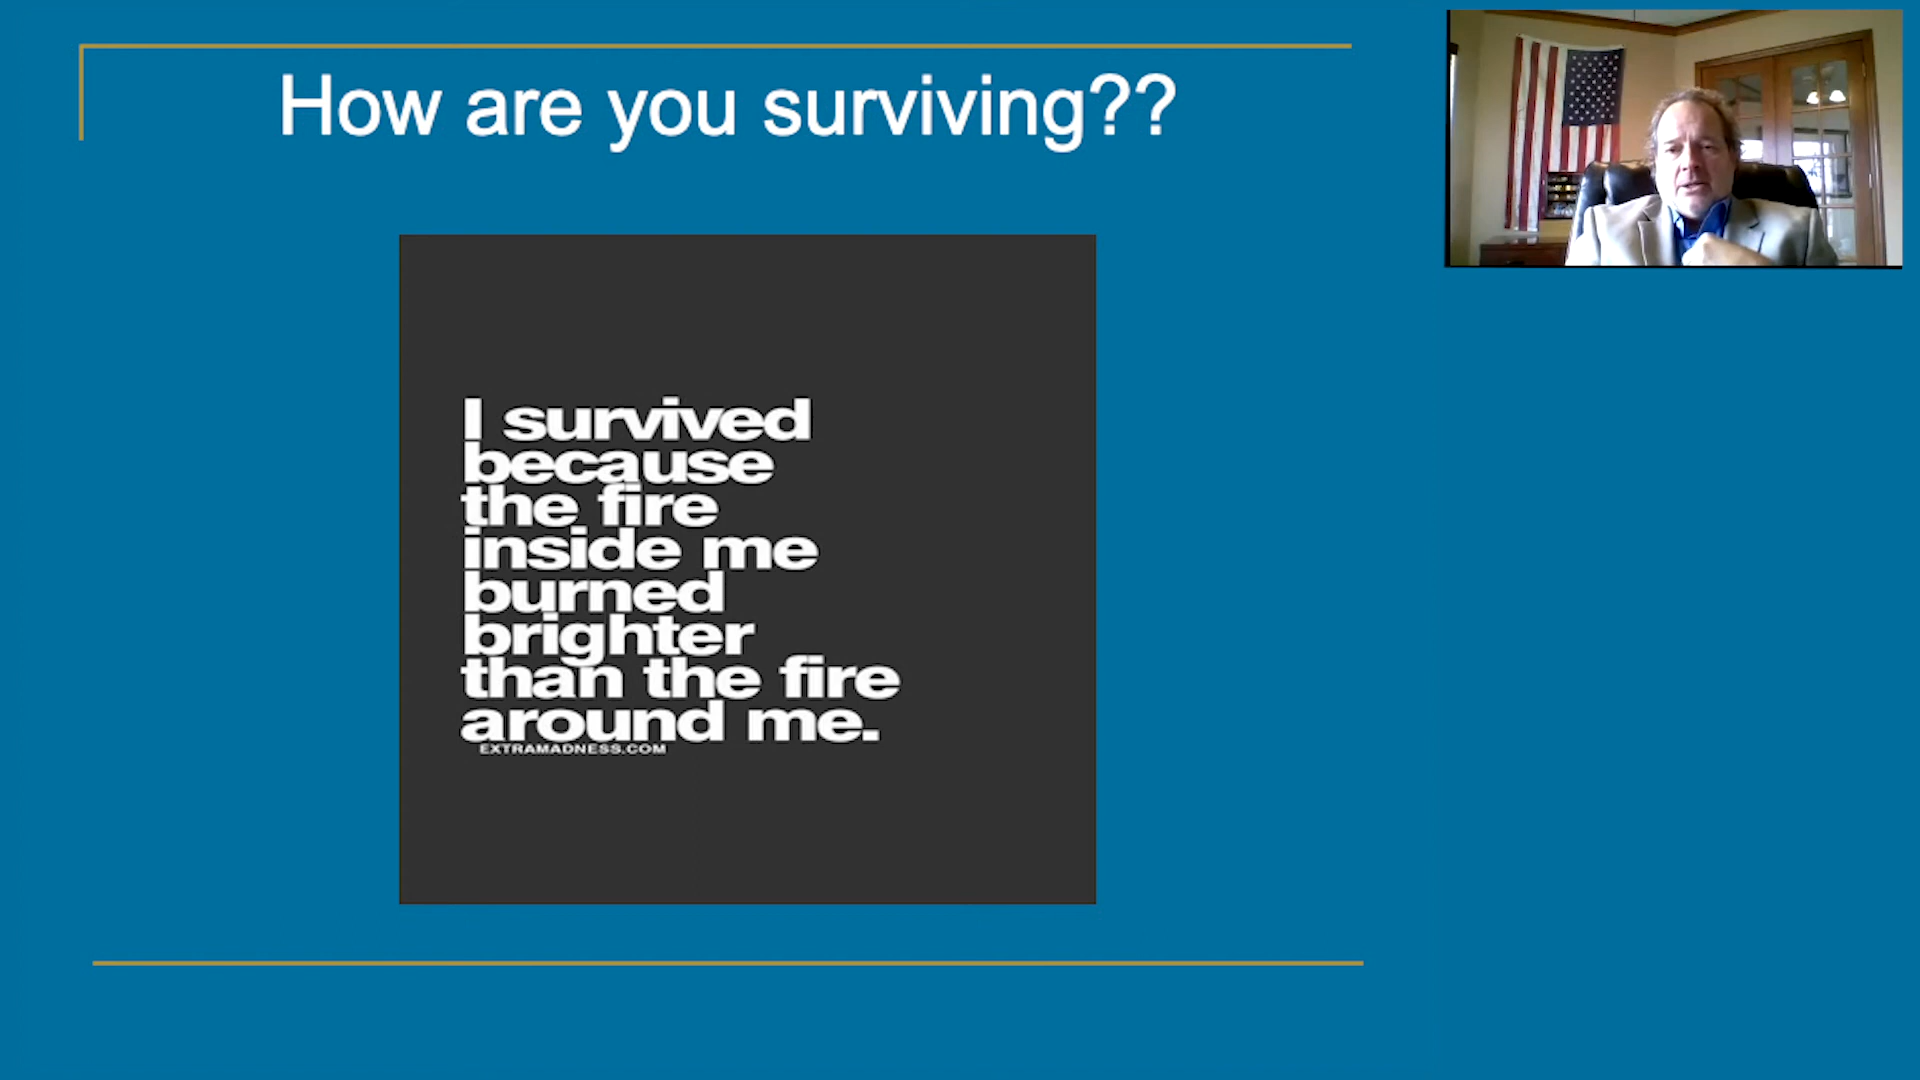 How are you surviving??
I survived
because
the fire
inside me
burned
brighter
than the fire
around me.
EXTRAMADNESS.COM